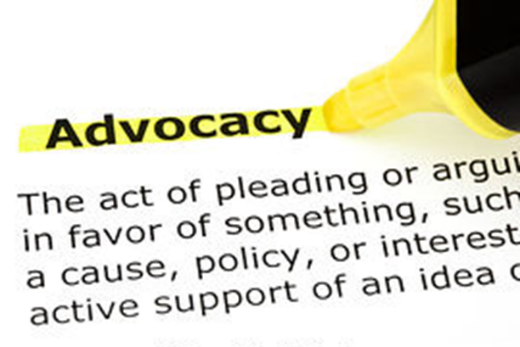 Advocacy
The act of pleading or argui
in favor of something, such
a cause, policy, or interest
active support of an idea